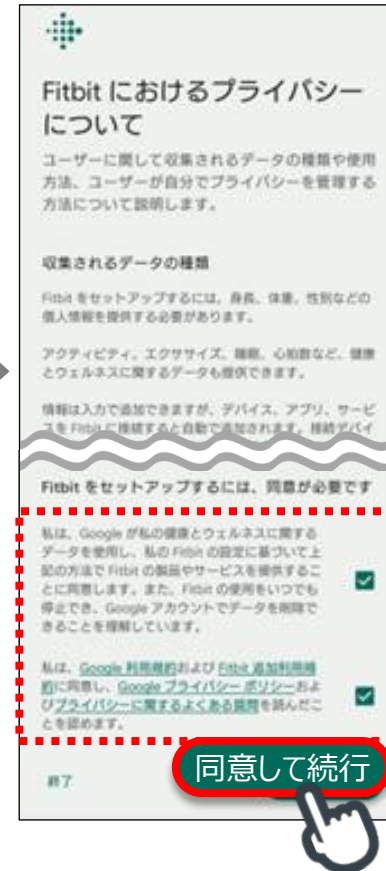 Fitbit におけるプライバシー
について
ユーザーに関して収集されるデータの種類や使用
方法、ユーザーが自分でプライバシーを管理する
方法について説明します。
収集されるデータの種類
Fitbit をセットアップするには、身長、体重、性別などの
個人情報を提供する必要があります。
アクティビティ、エクササイズ、睡眠、心拍数など、健康
とウェルネスに関するデータも提供できます。
情報は入力で追加できますが、デバイス、アプリ、サービ
スを Fitbit に接続すると自動で追加されます。接続デバイ
Fitbit をセットアップするには、同意が必要です
私は、Google が私の健康とウェルネスに関する
データを使用し、私の Fitbit の設定に基づいて上
記の方法で Fitbit の製品やサービスを提供するこ
とに同意します。また、Fitbit の使用をいつでも
停止でき、Google アカウントでデータを削除で
きることを理解しています。
私は、Google 利用規約および Fitbit 追加利用規
約に同意し、Google プライバシー ポリシーおよ
びプライバシーに関するよくある質問を読んだこ
とを認めます。
終了
同意して続行